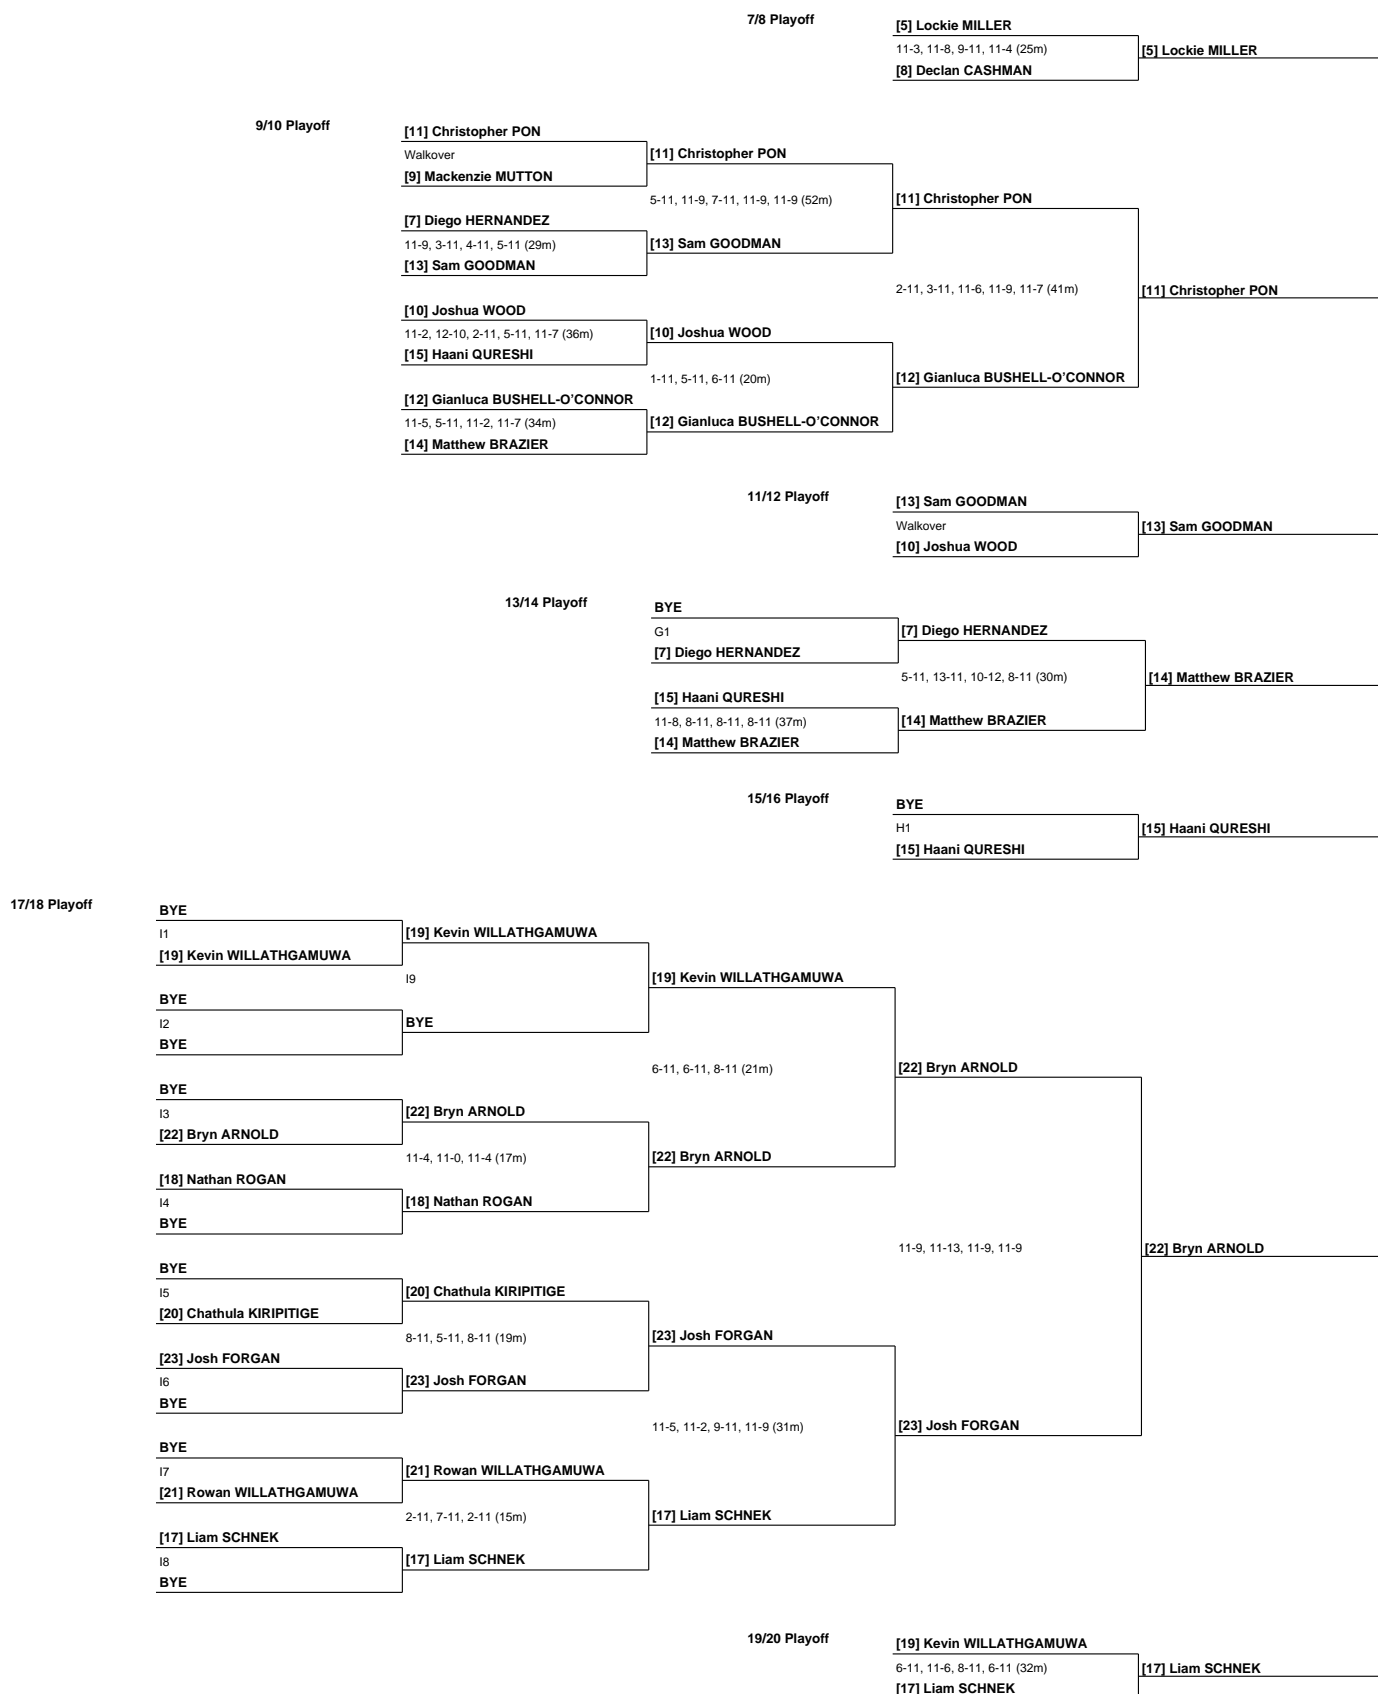 7/8 Playoff
[5] Lockie MILLER
11-3, 11-8, 9-11, 11-4 (25m)
[5] Lockie MILLER
[8] Declan CASHMAN
9/10 Playoff
[11] Christopher PON
Walkover
[11] Christopher PON
[9] Mackenzie MUTTON
5-11, 11-9, 7-11, 11-9, 11-9 (52m)
[11] Christopher PON
[7] Diego HERNANDEZ
11-9, 3-11, 4-11, 5-11 (29m)
[13] Sam GOODMAN
[13] Sam GOODMAN
2-11, 3-11, 11-6, 11-9, 11-7 (41m)
[11] Christopher PON
[10] Joshua WOOD
11-2, 12-10, 2-11, 5-11, 11-7 (36m)
[10] Joshua WOOD
[15] Haani QURESHI
1-11, 5-11, 6-11 (20m)
[12] Gianluca BUSHELL-O’CONNOR
[12] Gianluca BUSHELL-O’CONNOR
11-5, 5-11, 11-2, 11-7 (34m)
[12] Gianluca BUSHELL-O’CONNOR
[14] Matthew BRAZIER
11/12 Playoff
[13] Sam GOODMAN
Walkover
[13] Sam GOODMAN
[10] Joshua WOOD
13/14 Playoff
BYE
G1
[7] Diego HERNANDEZ
[7] Diego HERNANDEZ
5-11, 13-11, 10-12, 8-11 (30m)
[14] Matthew BRAZIER
[15] Haani QURESHI
11-8, 8-11, 8-11, 8-11 (37m)
[14] Matthew BRAZIER
[14] Matthew BRAZIER
15/16 Playoff
BYE
H1
[15] Haani QURESHI
[15] Haani QURESHI
17/18 Playoff
BYE
I1
[19] Kevin WILLATHGAMUWA
[19] Kevin WILLATHGAMUWA
I9
[19] Kevin WILLATHGAMUWA
BYE
I2
BYE
BYE
6-11, 6-11, 8-11 (21m)
[22] Bryn ARNOLD
BYE
I3
[22] Bryn ARNOLD
[22] Bryn ARNOLD
11-4, 11-0, 11-4 (17m)
[22] Bryn ARNOLD
[18] Nathan ROGAN
I4
[18] Nathan ROGAN
BYE
11-9, 11-13, 11-9, 11-9
[22] Bryn ARNOLD
BYE
I5
[20] Chathula KIRIPITIGE
[20] Chathula KIRIPITIGE
8-11, 5-11, 8-11 (19m)
[23] Josh FORGAN
[23] Josh FORGAN
I6
[23] Josh FORGAN
BYE
11-5, 11-2, 9-11, 11-9 (31m)
[23] Josh FORGAN
BYE
I7
[21] Rowan WILLATHGAMUWA
[21] Rowan WILLATHGAMUWA
2-11, 7-11, 2-11 (15m)
[17] Liam SCHNEK
[17] Liam SCHNEK
I8
[17] Liam SCHNEK
BYE
19/20 Playoff
[19] Kevin WILLATHGAMUWA
6-11, 11-6, 8-11, 6-11 (32m)
[17] Liam SCHNEK
[17] Liam SCHNEK